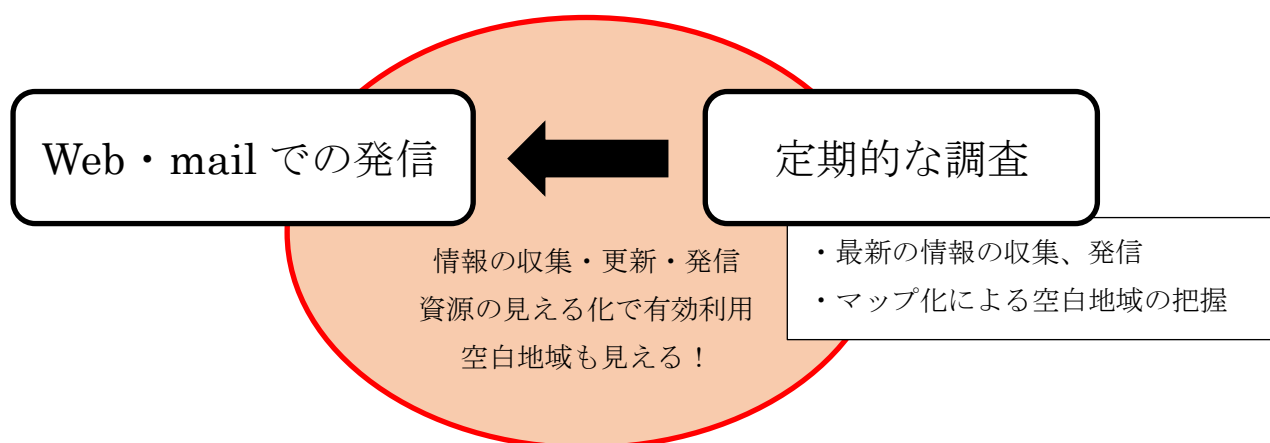 Web・mail での発信
定期的な調査
情報の収集・更新・発信
資源の見える化で有効利用
空白地域も見える！
・最新の情報の収集、発信
・マップ化による空白地域の把握